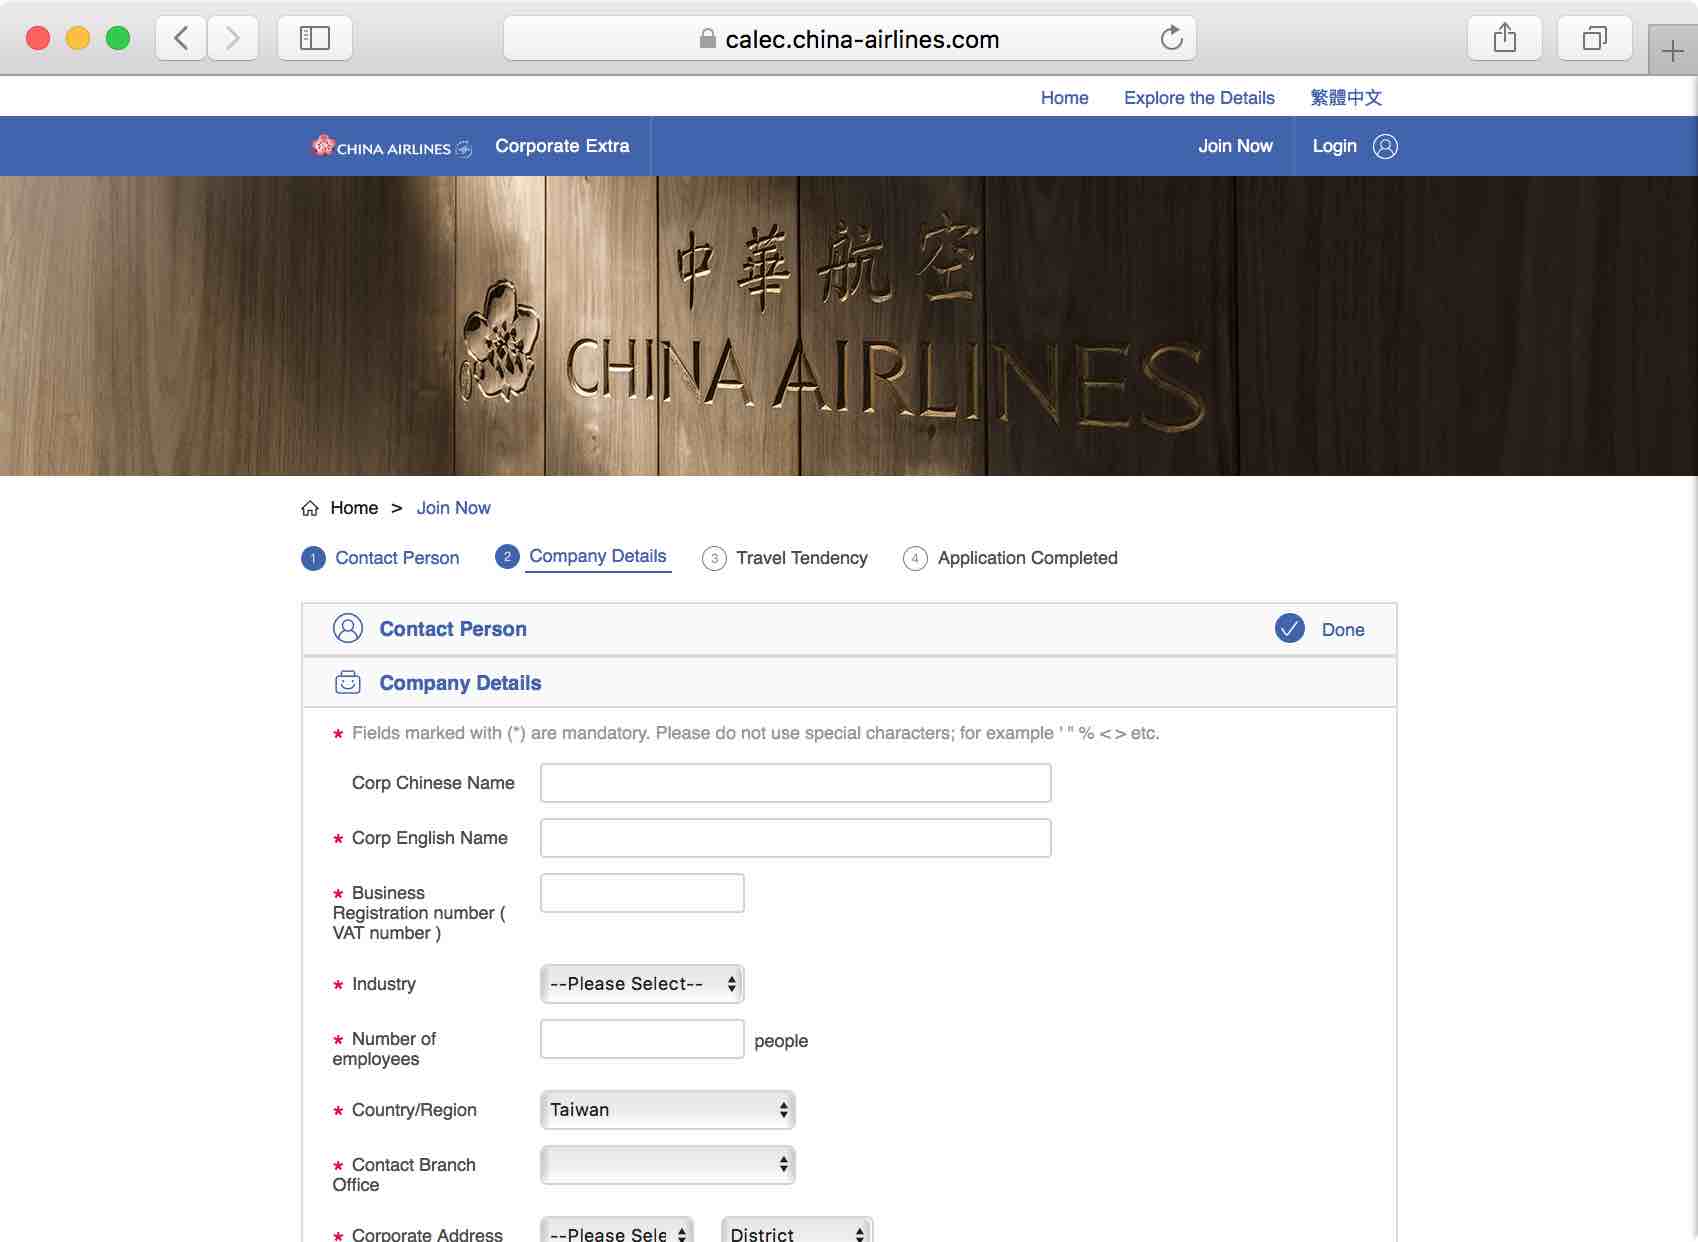 calec.china-airlines.com
Home Explore the Details 繁體中文
CHINA AIRLINES Corporate Extra Join Now Login
中華航空
CHINA AIRLINES
Home > Join Now
1 Contact Person 2 Company Details 3 Travel Tendency 4 Application Completed
Contact Person Done
Company Details
* Fields marked with (*) are mandatory. Please do not use special characters; for example ' " % < > etc.
Corp Chinese Name
* Corp English Name
* Business
Registration number (
VAT number )
* Industry --Please Select--
* Number of
employees
people
* Country/Region Taiwan
* Contact Branch
Office
* Corporate Address --Please Sele District